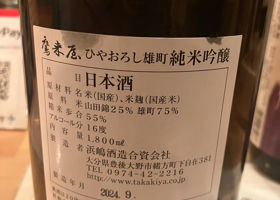 鷹来屋 ひやおろし雄町 純米吟醸
品目 日本酒
原材料名 米(国産)、米麹(国産米)
原料米 山田錦25% 雄町75%
精米歩合 55%
アルコール分 16度
内容量 1,800ml
製造者 浜嶋酒造合資会社
大分県豊後大野市緒方町下自在381
TEL 0974-42-2216
http://www.takakiya.co.jp
2024.9.
Pay